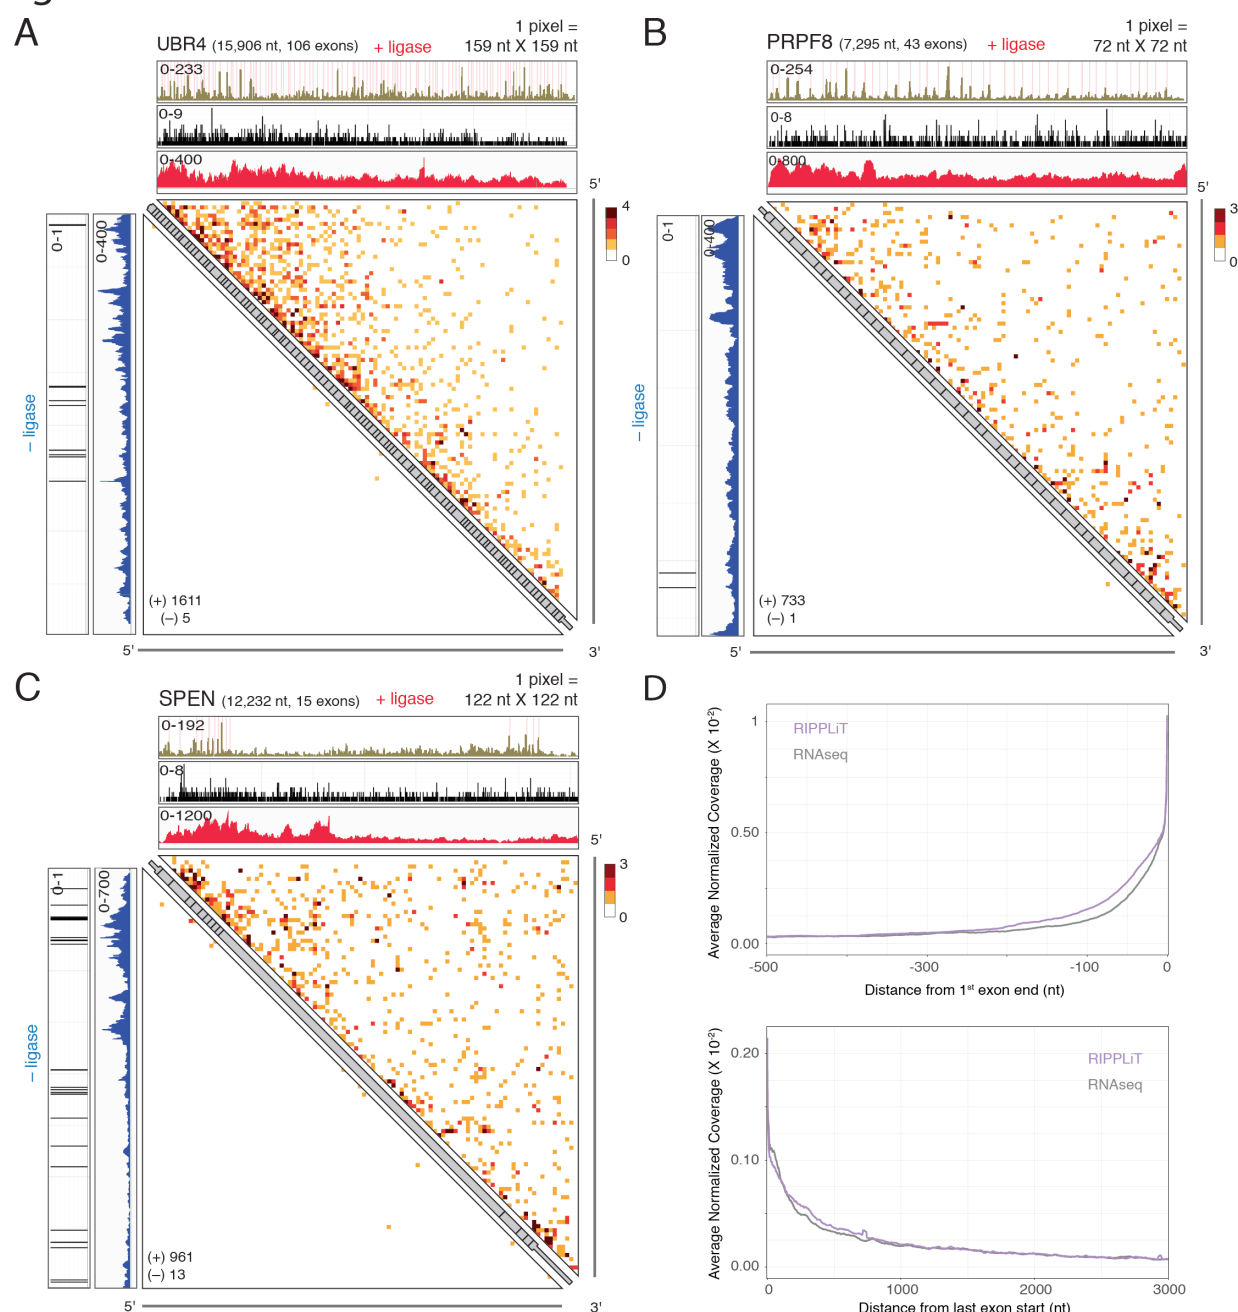 A
UBR4 (15,906 nt, 106 exons) + ligase
1 pixel =
159 nt X 159 nt
0-233
0-9
0-400
5'
4
0
0-1
0-400
– ligase
(+) 1611
(–) 5
5'
3'
B
PRPF8 (7,295 nt, 43 exons) + ligase
1 pixel =
72 nt X 72 nt
0-254
0-8
0-800
5'
3
0
0-1
0-400
– ligase
(+) 733
(–) 1
5'
3'
C
SPEN (12,232 nt, 15 exons) + ligase
1 pixel =
122 nt X 122 nt
0-192
0-8
0-1200
5'
3
0
0-1
0-700
– ligase
(+) 961
(–) 13
5'
3'
D
Average Normalized Coverage (X 10⁻²)
1
0.50
0.00
RIPPLiT
RNAseq
-500
-300
-100
0
Distance from 1ˢᵗ exon end (nt)
Average Normalized Coverage (X 10⁻²)
0.20
0.10
0.00
RIPPLiT
RNAseq
0
1000
2000
3000
Distance from last exon start (nt)